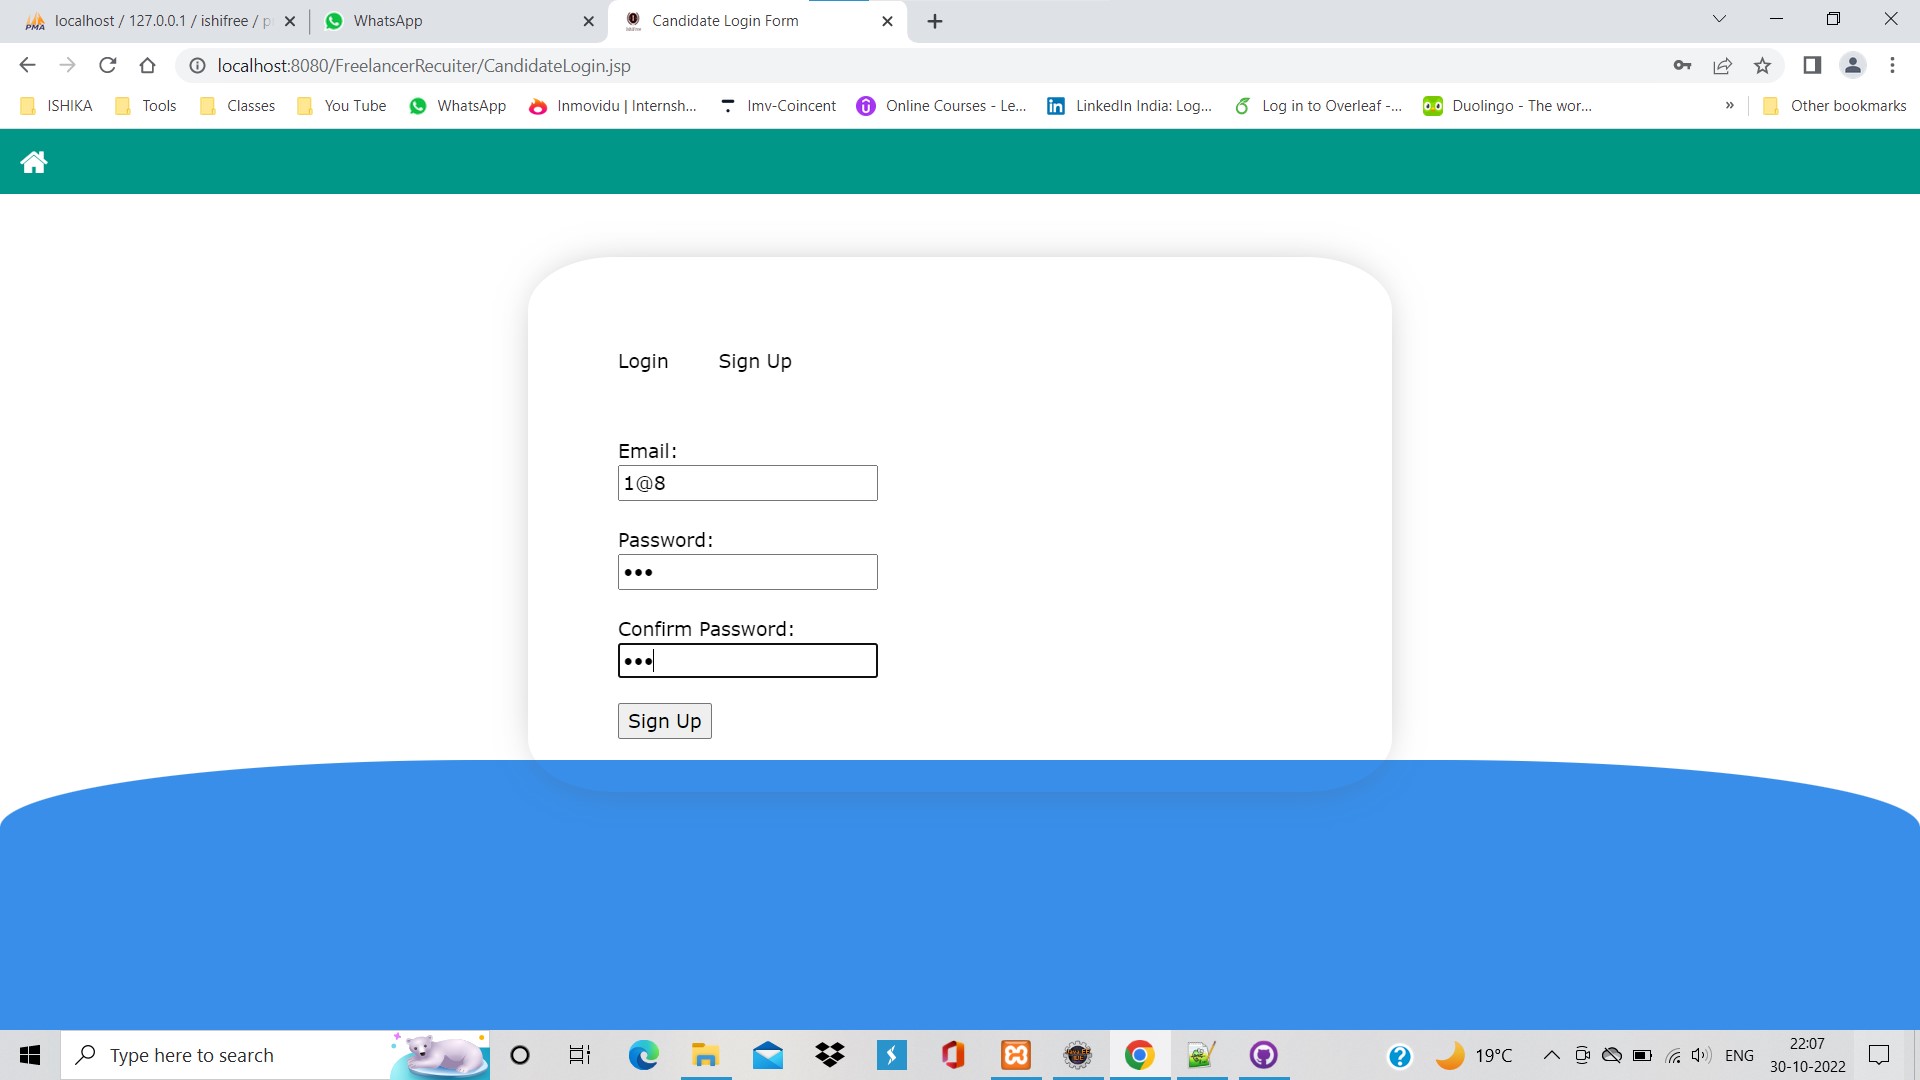 localhost / 127.0.0.1 / ishifree / p
WhatsApp
Candidate Login Form
localhost:8080/FreelancerRecuiter/CandidateLogin.jsp
ISHIKA
Tools
Classes
You Tube
WhatsApp
Inmovidu | Internsh...
Imv-Coincent
Online Courses - Le...
LinkedIn India: Log...
Log in to Overleaf -...
Duolingo - The wor...
»
Other bookmarks
Login
Sign Up
Email:
1@8
Password:
•••
Confirm Password:
•••
Sign Up
Type here to search
19°C
ENG
22:07
30-10-2022